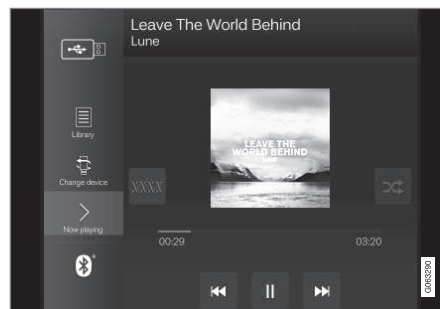 Leave The World Behind
Lune
Library
Change device
Now playing
LEAVE THE
WORLD BEHIND
LUNE
XXXX
00:29
03:20
G063290